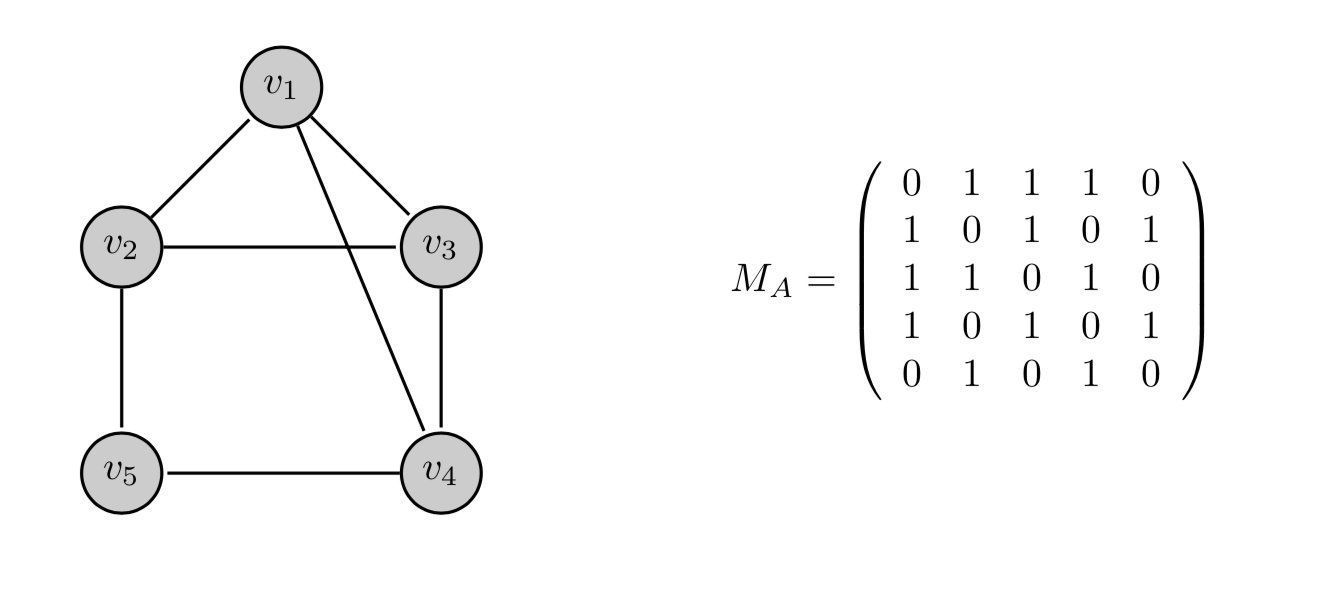 v₁
v₂ v₃
v₅ v₄
M_A =
0 1 1 1 0
1 0 1 0 1
1 1 0 1 0
1 0 1 0 1
0 1 0 1 0